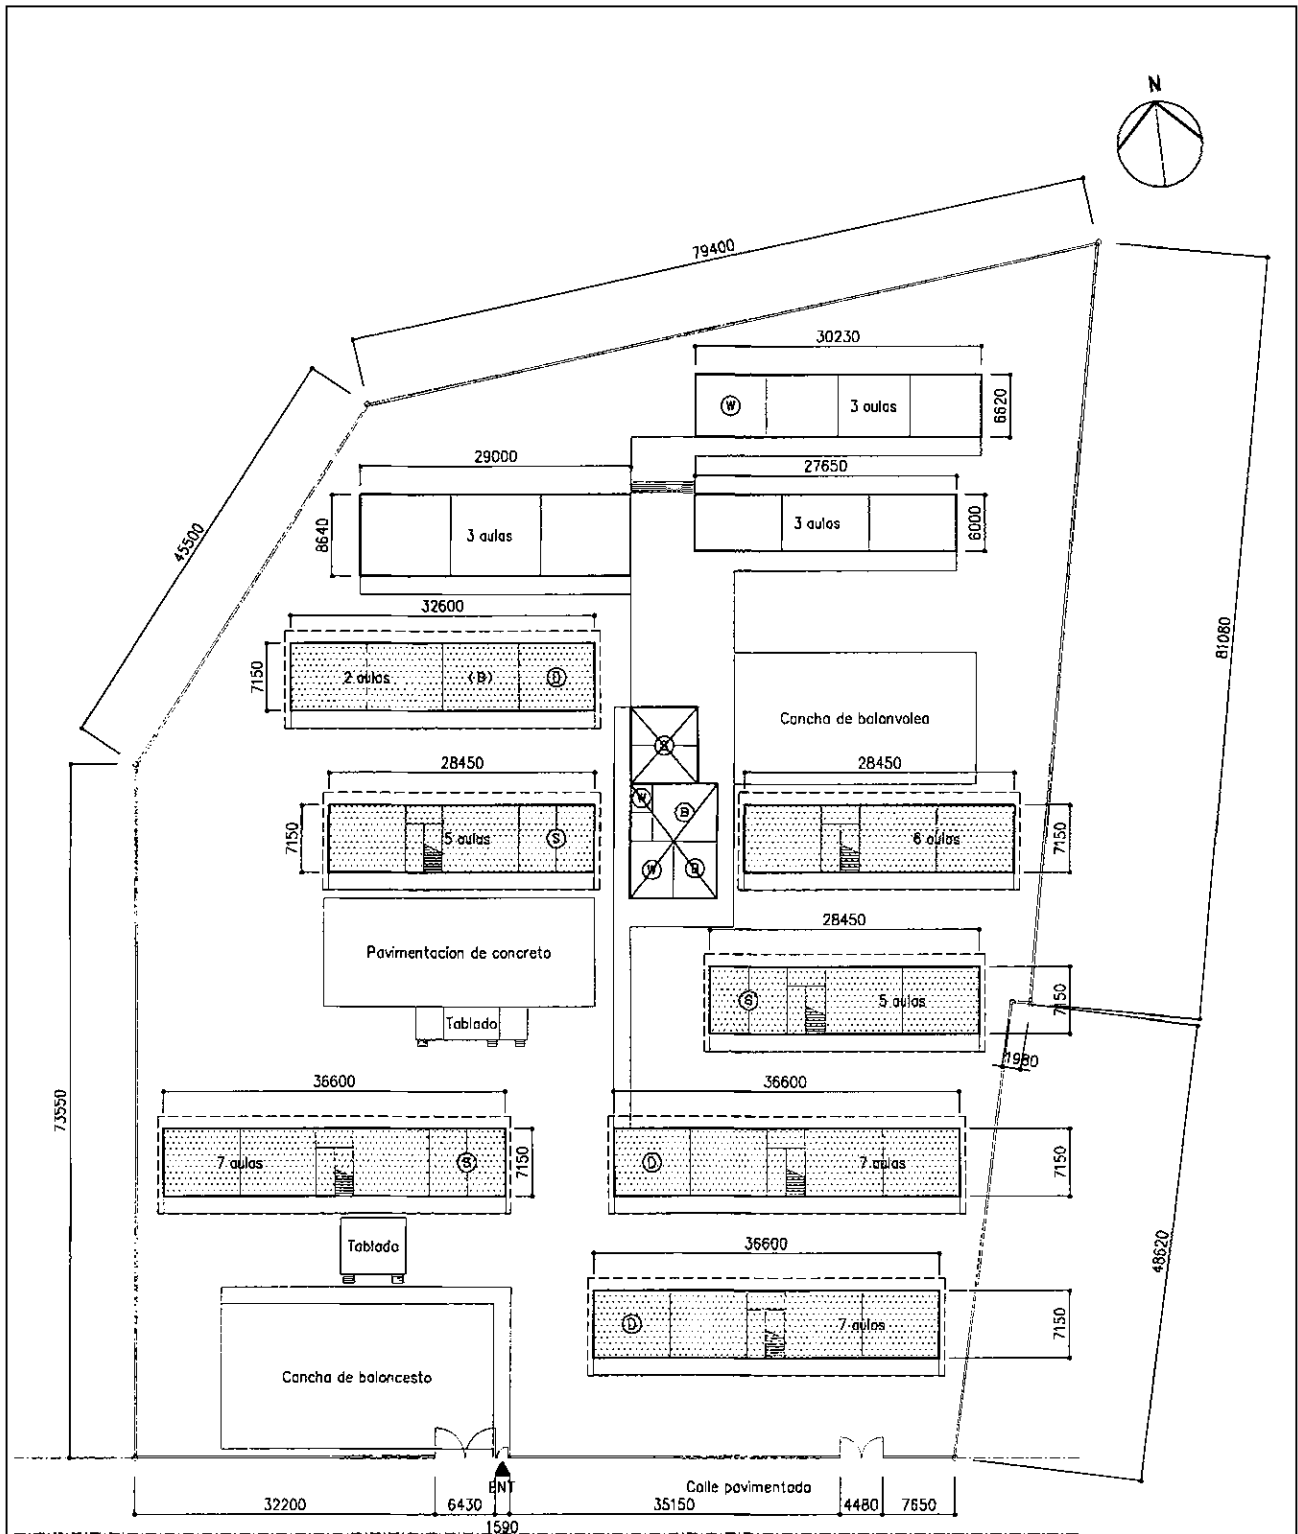 N
79400
30230
W
3 aulas
6620
29000
27650
8640
3 aulas
3 aulas
6000
45500
32600
7150
2 aulas
(B)
D
81080
Cancha de balonvolea
S
28450
28450
W
B
7150
5 aulas
S
6 aulas
7150
W
B
28450
Pavimentacion de concreto
S
5 aulas
7150
Tablado
1980
36600
36600
73550
7 aulas
S
7150
D
7 aulas
7150
Tablado
36600
48620
D
7 aulas
7150
Cancha de baloncesto
ENT
Calle pavimentada
32200
6430
1590
35150
4480
7650